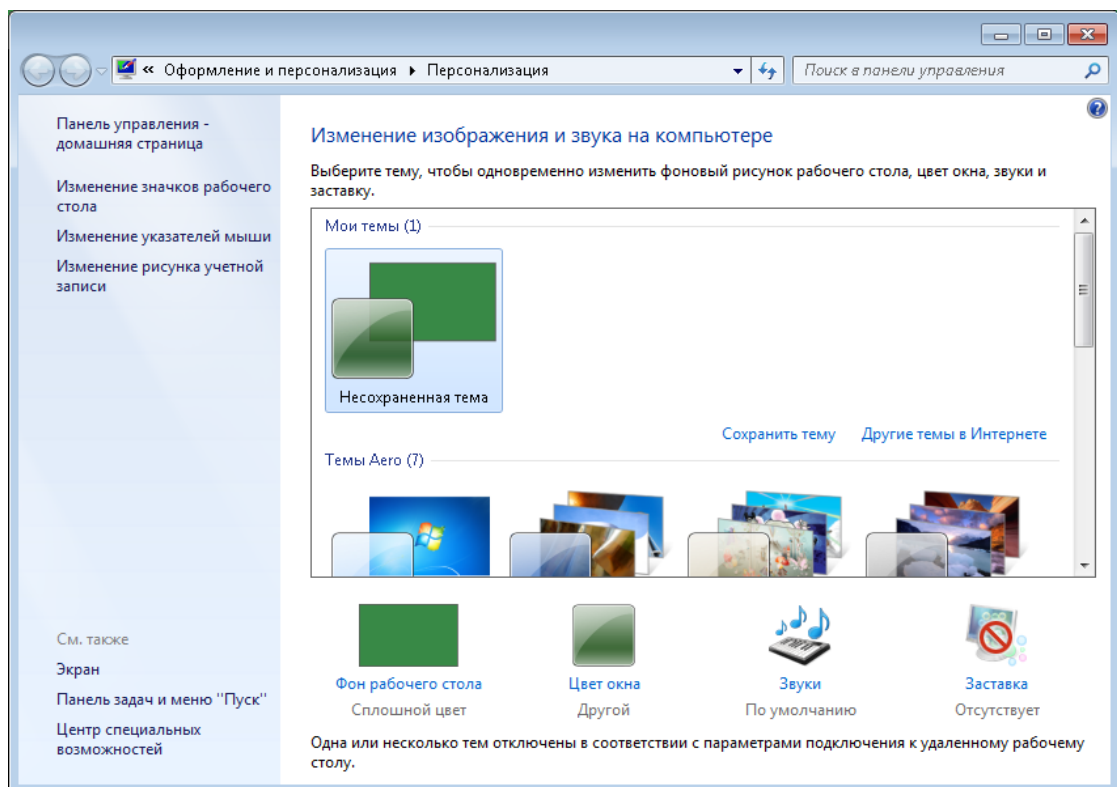 « Оформление и персонализация ▸ Персонализация
Поиск в панели управления
Панель управления -
домашняя страница
Изменение значков рабочего
стола
Изменение указателей мыши
Изменение рисунка учетной
записи
См. также
Экран
Панель задач и меню ''Пуск''
Центр специальных
возможностей
Изменение изображения и звука на компьютере
Выберите тему, чтобы одновременно изменить фоновый рисунок рабочего стола, цвет окна, звуки и
заставку.
Мои темы (1)
Несохраненная тема
Сохранить тему Другие темы в Интернете
Темы Aero (7)
Фон рабочего стола Цвет окна Звуки Заставка
Сплошной цвет Другой По умолчанию Отсутствует
Одна или несколько тем отключены в соответствии с параметрами подключения к удаленному рабочему
столу.